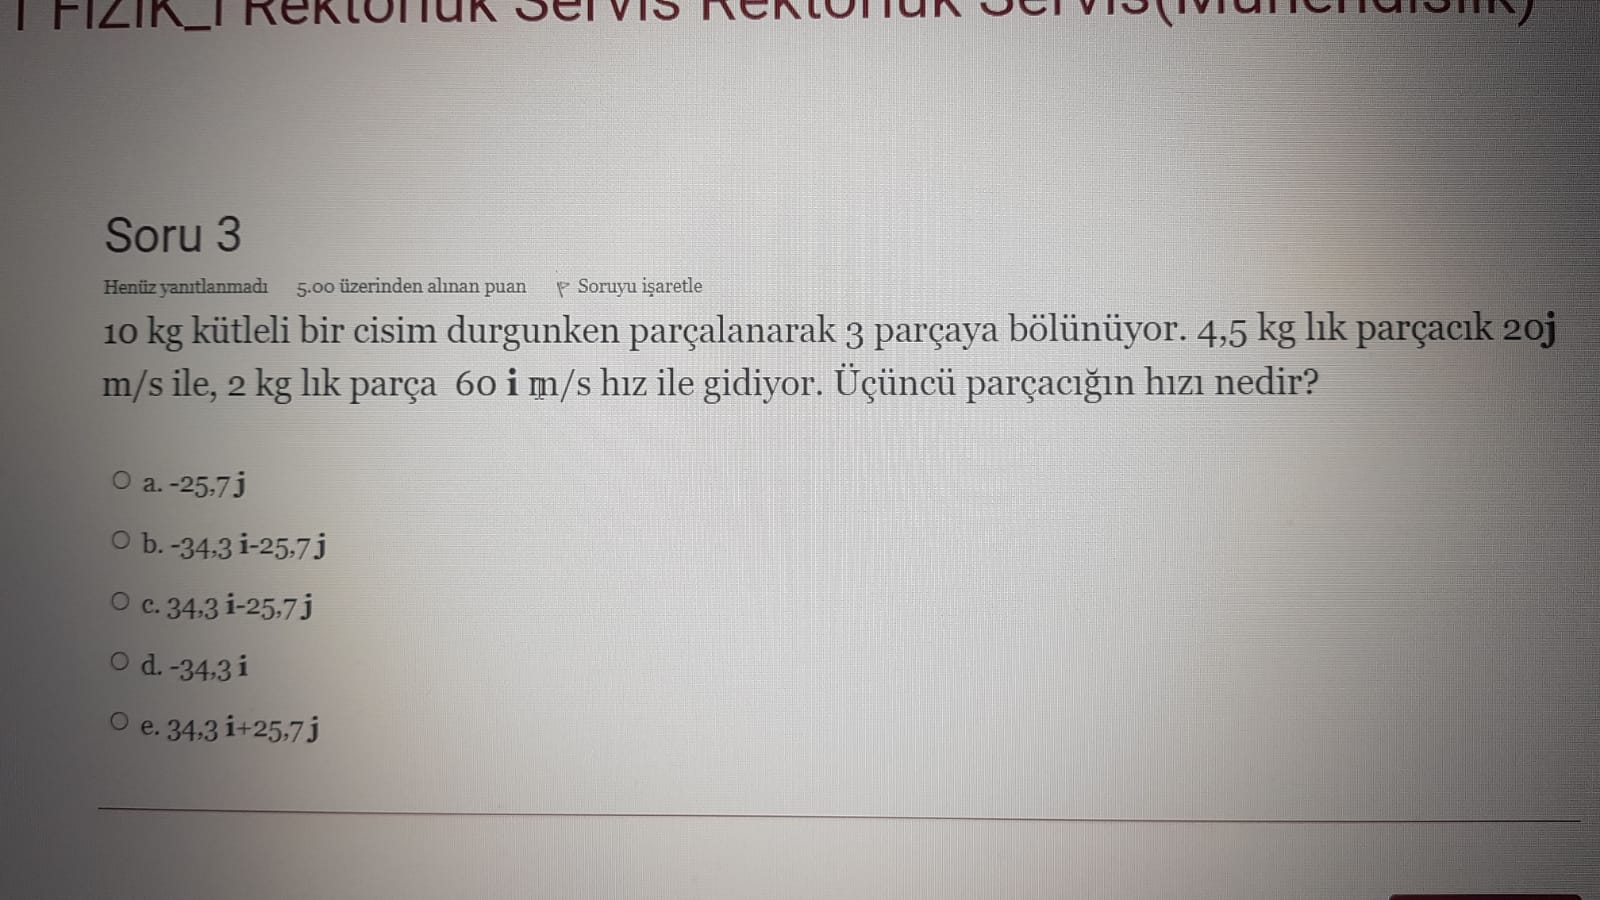 FİZİK_I Rektörlük Servis Rektörlük Servis(Mühendislik)
Soru 3
Henüz yanıtlanmadı 5.00 üzerinden alınan puan Soruyu işaretle
10 kg kütleli bir cisim durgunken parçalanarak 3 parçaya bölünüyor. 4,5 kg lık parçacık 20j
m/s ile, 2 kg lık parça 60 i m/s hız ile gidiyor. Üçüncü parçacığın hızı nedir?
a. -25,7 j
b. -34,3 i-25,7 j
c. 34,3 i-25,7 j
d. -34,3 i
e. 34,3 i+25,7 j